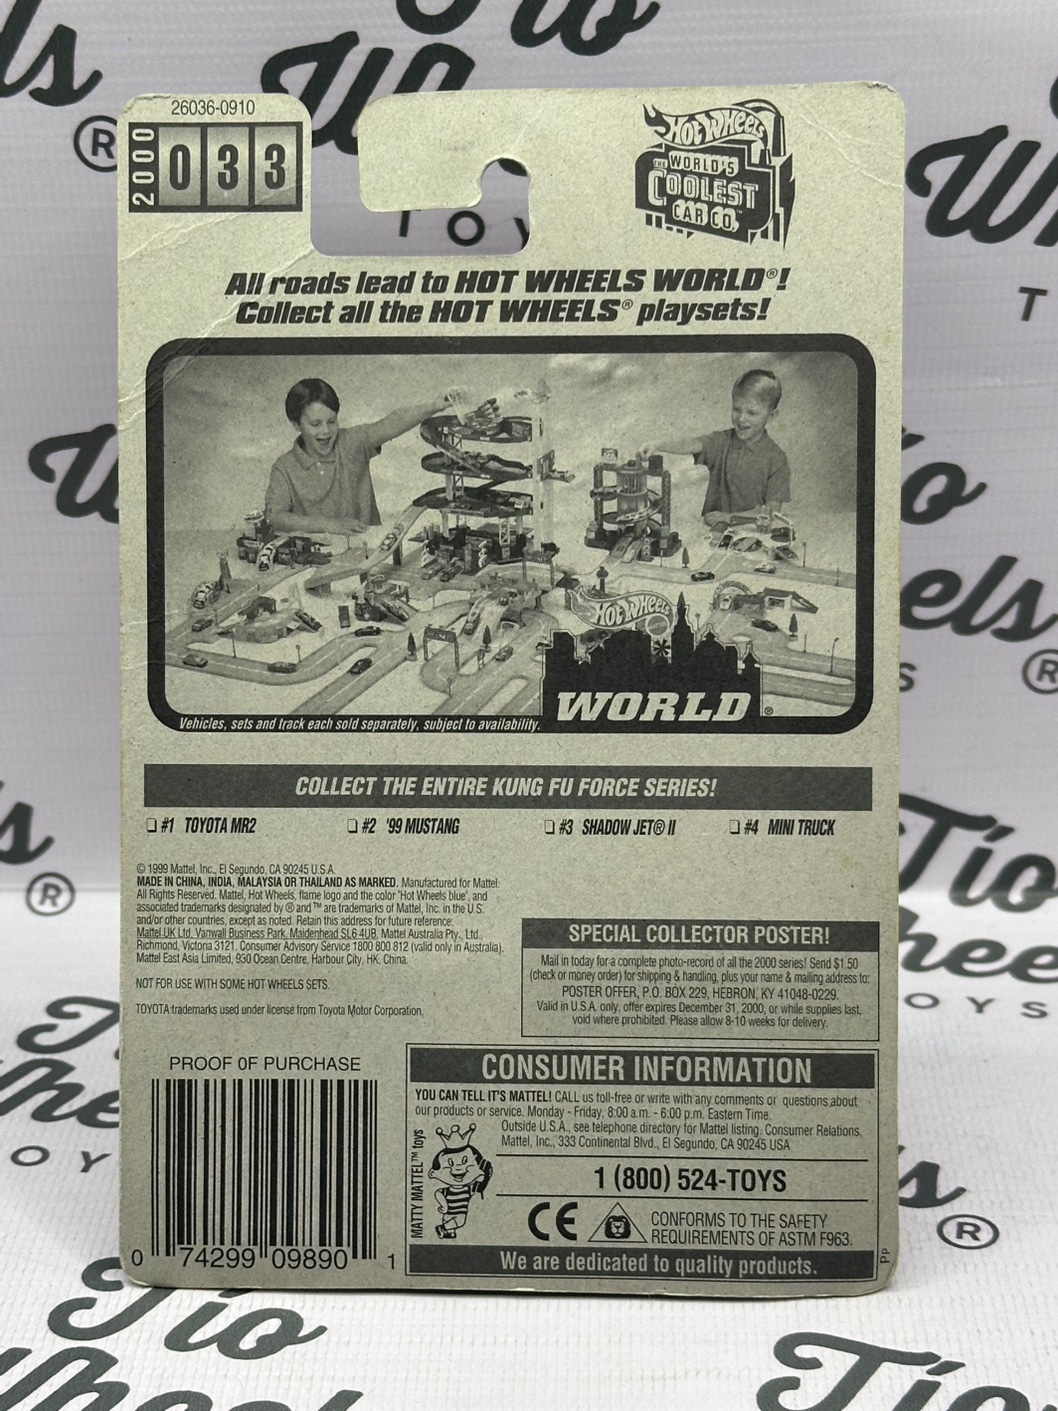 26036-0910
2000
033
HOT WHEELS
THE WORLD'S
COOLEST
CAR CO.™
All roads lead to HOT WHEELS WORLD®!
Collect all the HOT WHEELS® playsets!
HOT WHEELS
WORLD®
Vehicles, sets and track each sold separately, subject to availability.
COLLECT THE ENTIRE KUNG FU FORCE SERIES!
❏ #1 TOYOTA MR2 ❏ #2 '99 MUSTANG ❏ #3 SHADOW JET® II ❏ #4 MINI TRUCK
© 1999 Mattel, Inc., El Segundo, CA 90245 U.S.A.
MADE IN CHINA, INDIA, MALAYSIA OR THAILAND AS MARKED. Manufactured for Mattel.
All Rights Reserved. Mattel, Hot Wheels, flame logo and the color "Hot Wheels blue", and
associated trademarks designated by ® and ™ are trademarks of Mattel, Inc. in the U.S.
and/or other countries, except as noted. Retain this address for future reference:
Mattel UK Ltd, Vanwall Business Park, Maidenhead SL6 4UB. Mattel Australia Pty., Ltd.,
Richmond, Victoria 3121. Consumer Advisory Service 1800 800 812 (valid only in Australia).
Mattel East Asia Limited, 930 Ocean Centre, Harbour City, HK, China.
NOT FOR USE WITH SOME HOT WHEELS SETS.
TOYOTA trademarks used under license from Toyota Motor Corporation.
SPECIAL COLLECTOR POSTER!
Mail in today for a complete photo-record of all the 2000 series! Send $1.50
(check or money order) for shipping & handling, plus your name & mailing address to:
POSTER OFFER, P.O. BOX 229, HEBRON, KY 41048-0229.
Valid in U.S.A. only, offer expires December 31, 2000, or while supplies last,
void where prohibited. Please allow 8-10 weeks for delivery.
PROOF OF PURCHASE
0 74299 09890 1
CONSUMER INFORMATION
YOU CAN TELL IT'S MATTEL! CALL us toll-free or write with any comments or questions about
our products or service. Monday - Friday, 8:00 a.m. - 6:00 p.m. Eastern Time.
Outside U.S.A., see telephone directory for Mattel listing. Consumer Relations,
Mattel, Inc., 333 Continental Blvd., El Segundo, CA 90245 USA
MATTY MATTEL™ toys
1 (800) 524-TOYS
CE
CONFORMS TO THE SAFETY
REQUIREMENTS OF ASTM F963.
We are dedicated to quality products.
PP
Tio
Wheels
TOYS
®